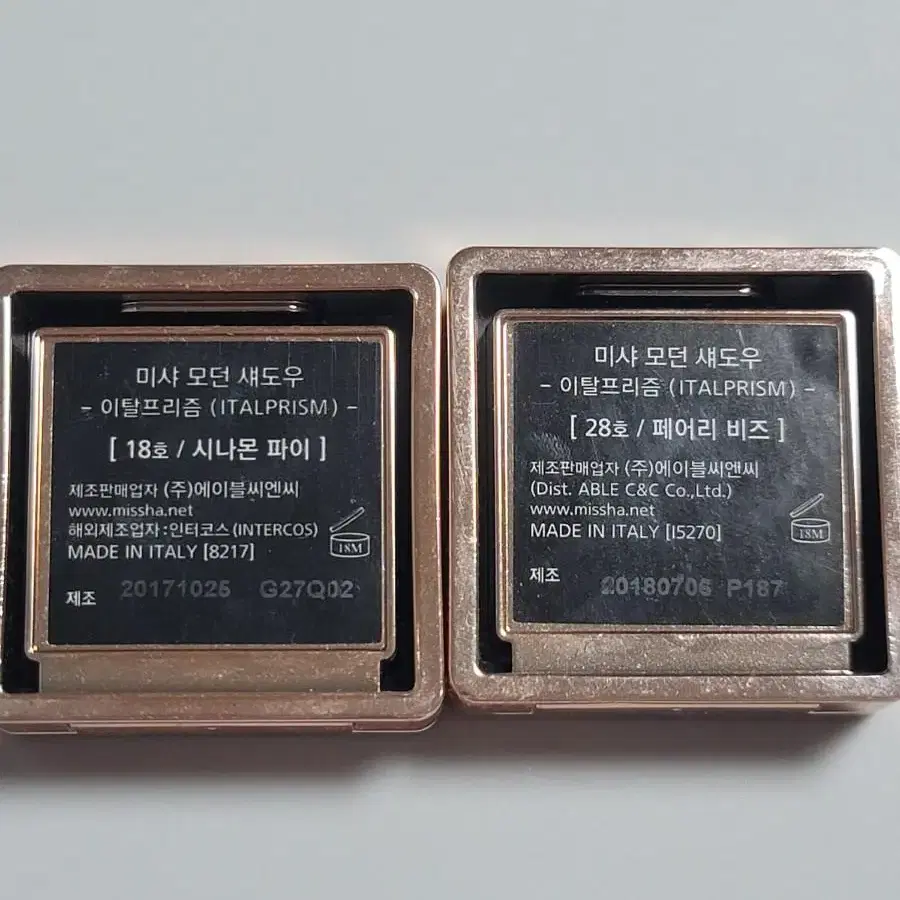 미샤 모던 섀도우
- 이탈프리즘 (ITALPRISM) -
[ 18호 / 시나몬 파이 ]
제조판매업자 (주)에이블씨엔씨
www.missha.net
해외제조업자 : 인터코스 (INTERCOS)
MADE IN ITALY [8217]
18M
제조 20171025 G27Q02
미샤 모던 섀도우
- 이탈프리즘 (ITALPRISM) -
[ 28호 / 페어리 비즈 ]
제조판매업자 (주)에이블씨엔씨
(Dist. ABLE C&C Co.,Ltd.)
www.missha.net
MADE IN ITALY [I5270]
18M
제조 20180706 P187